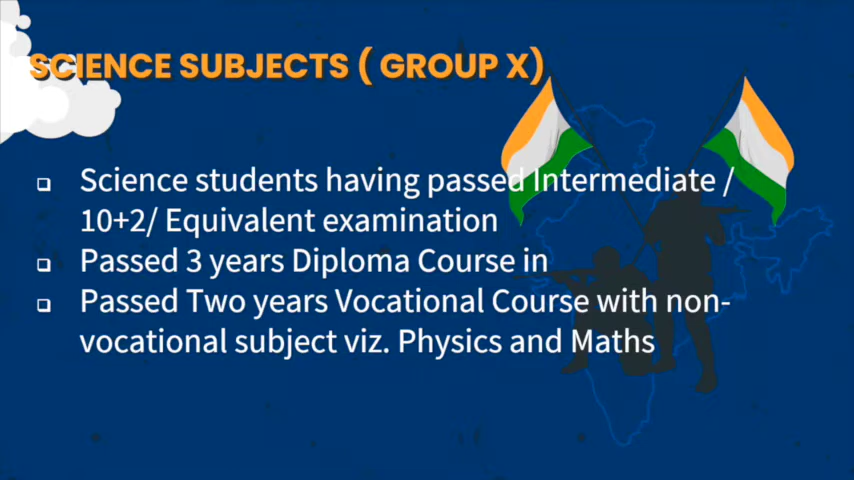 SCIENCE SUBJECTS ( GROUP X)
Science students having passed Intermediate /
10+2/ Equivalent examination
Passed 3 years Diploma Course in
Passed Two years Vocational Course with non-
vocational subject viz. Physics and Maths